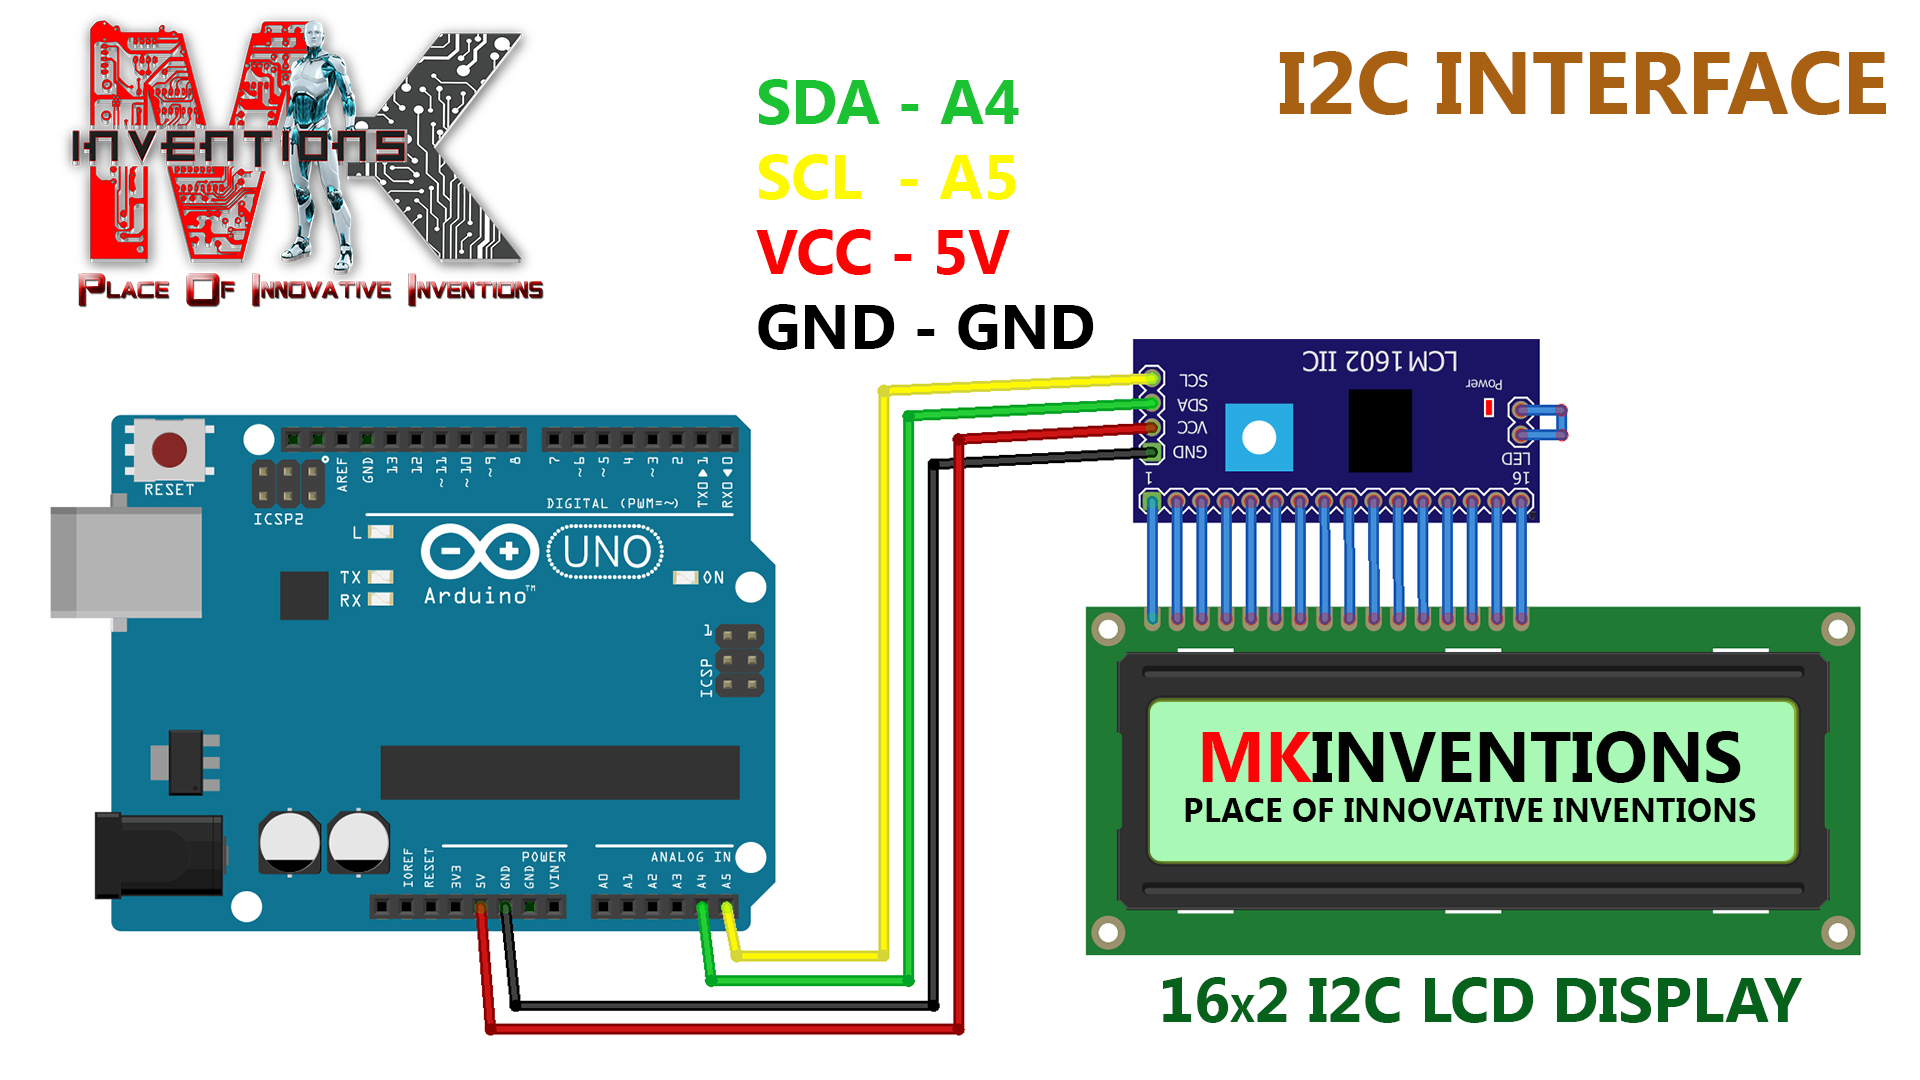 MK
INVENTIONS
PLACE OF INNOVATIVE INVENTIONS
SDA - A4
SCL - A5
VCC - 5V
GND - GND
I2C INTERFACE
LCM1602 IIC
Power
SCL
SDA
VCC
GND
LED
1
16
RESET
ICSP2
AREF
GND
13
12
~11
~10
~9
8
7
~6
~5
4
~3
2
TX0▶1
RX0◀0
DIGITAL (PWM=~)
L
TX
RX
UNO
Arduino™
ON
1
ICSP
MKINVENTIONS
PLACE OF INNOVATIVE INVENTIONS
POWER
ANALOG IN
IOREF
RESET
3V3
5V
GND
GND
VIN
A0
A1
A2
A3
A4
A5
16x2 I2C LCD DISPLAY